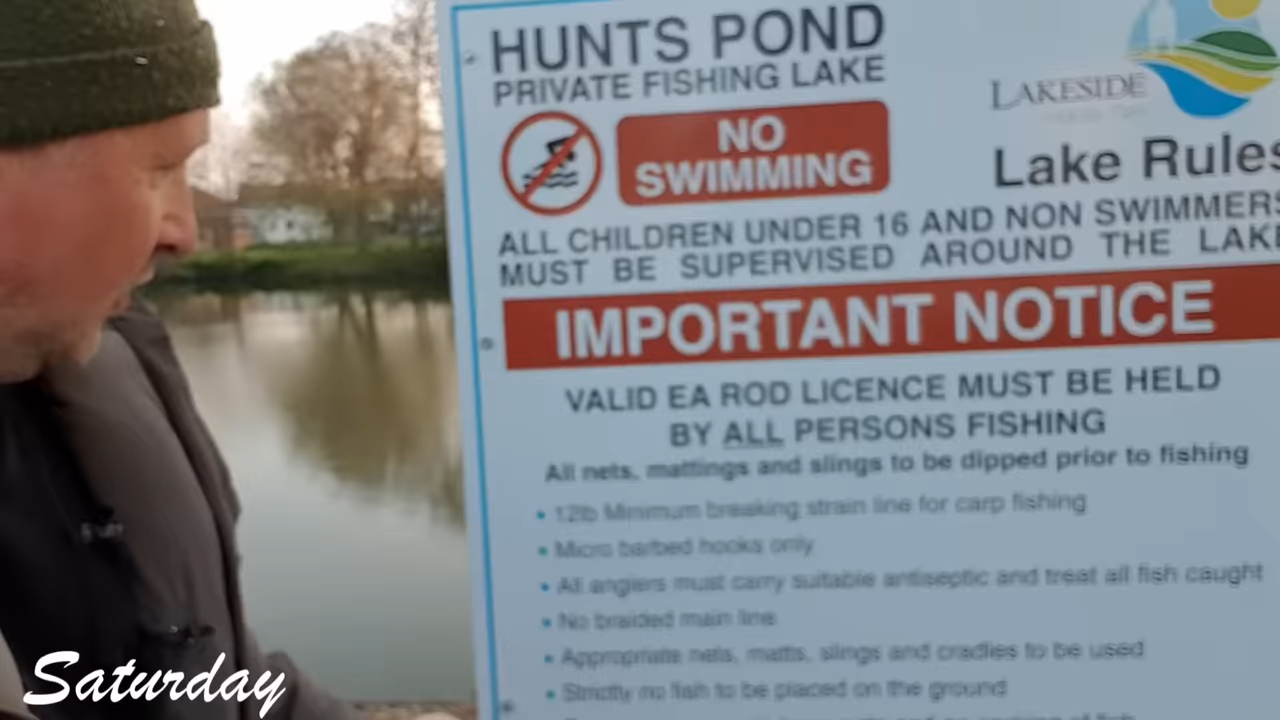 HUNTS POND
PRIVATE FISHING LAKE
NO
SWIMMING
LAKESIDE
Lake Rules
ALL CHILDREN UNDER 16 AND NON SWIMMERS
MUST BE SUPERVISED AROUND THE LAKE
IMPORTANT NOTICE
VALID EA ROD LICENCE MUST BE HELD
BY ALL PERSONS FISHING
All nets, mattings and slings to be dipped prior to fishing
• 12lb Minimum breaking strain line for carp fishing
• Micro barbed hooks only
• All anglers must carry suitable antiseptic and treat all fish caught
• No braided main line
• Appropriate nets, matts, slings and cradles to be used
• Strictly no fish to be placed on the ground
Saturday